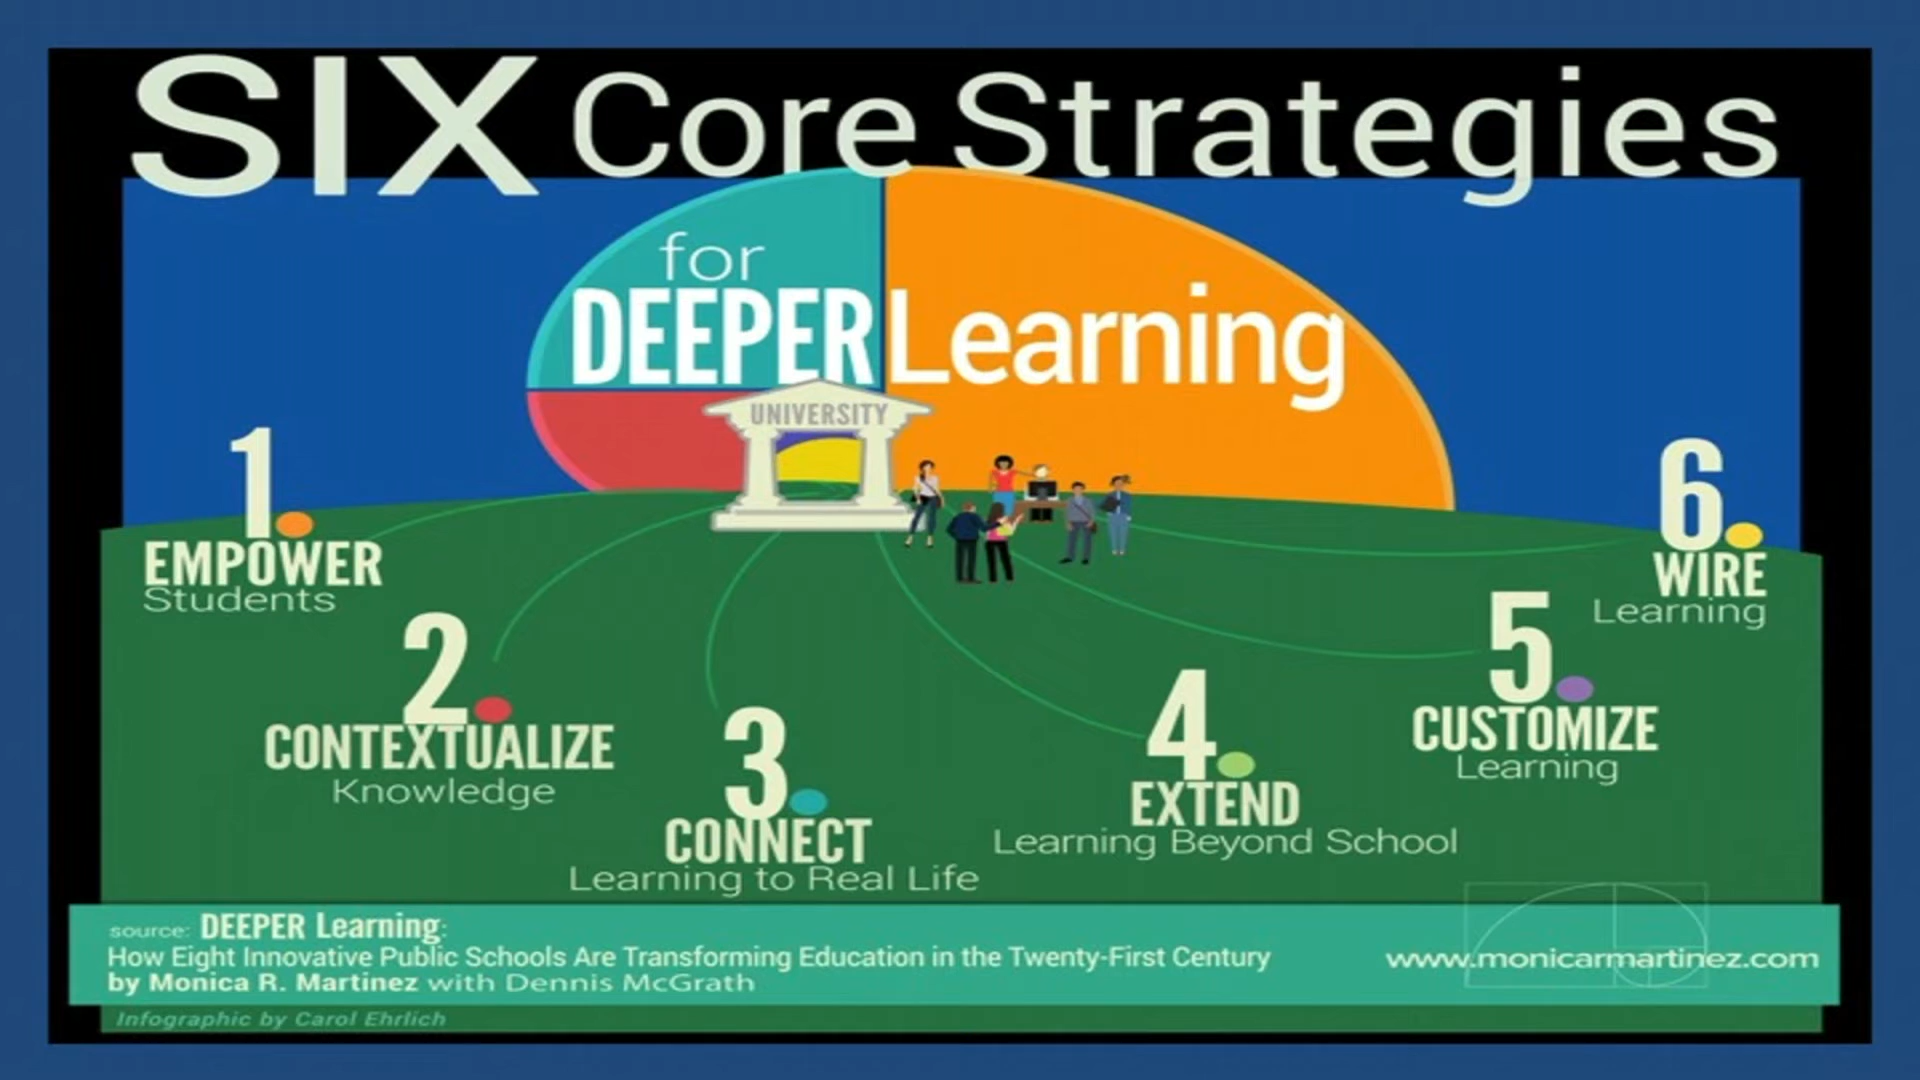 SIX Core Strategies
for
DEEPER Learning
UNIVERSITY
1.
EMPOWER
Students
2.
CONTEXTUALIZE
Knowledge
3.
CONNECT
Learning to Real Life
4.
EXTEND
Learning Beyond School
5.
CUSTOMIZE
Learning
6.
WIRE
Learning
source: DEEPER Learning:
How Eight Innovative Public Schools Are Transforming Education in the Twenty-First Century
by Monica R. Martinez with Dennis McGrath
www.monicarmartinez.com
Infographic by Carol Ehrlich